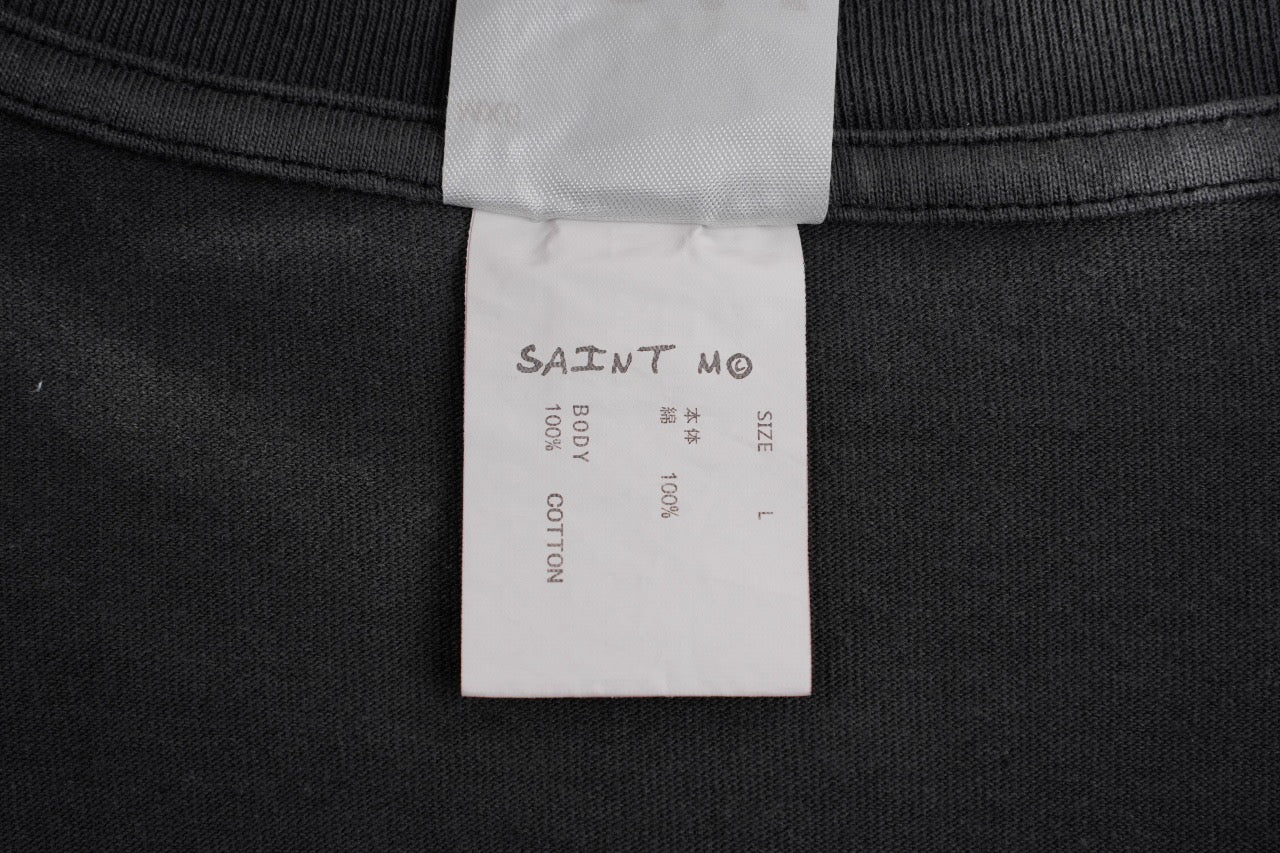 SAINT M©
SIZE L
本体
綿 100%
BODY
100% COTTON